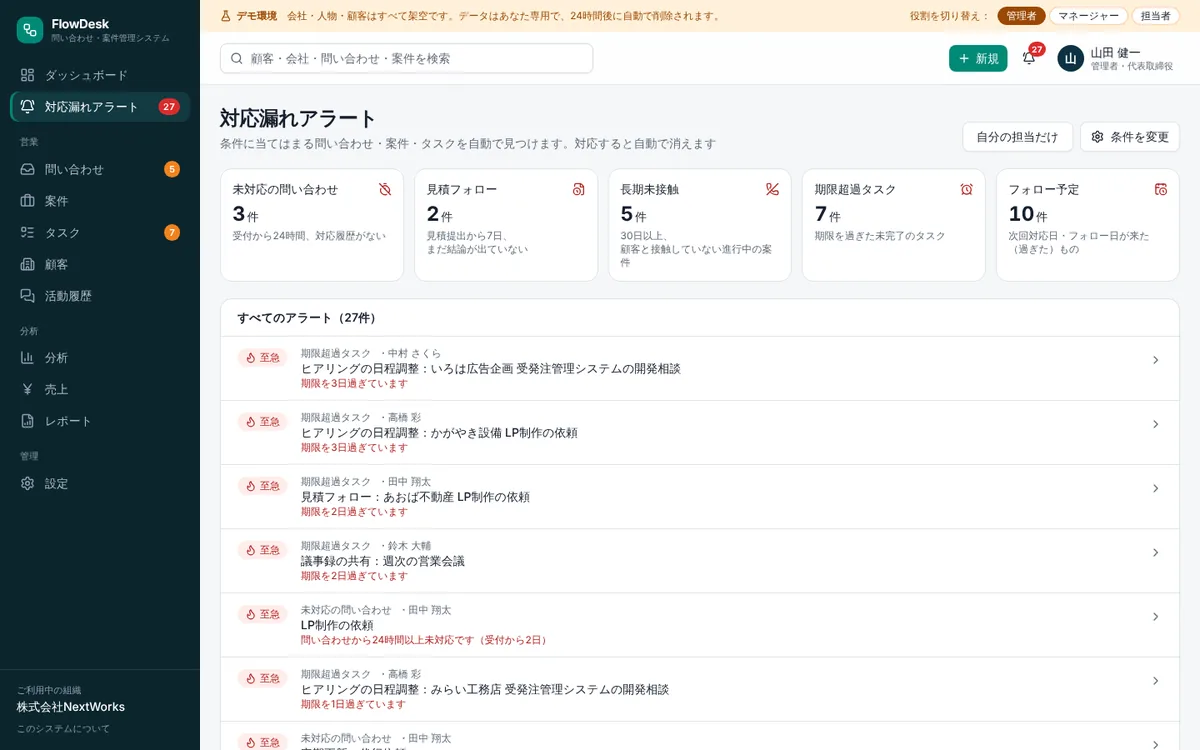 FlowDesk
問い合わせ・案件管理システム
ダッシュボード
対応漏れアラート 27
営業
問い合わせ 5
案件
タスク 7
顧客
活動履歴
分析
分析
売上
レポート
管理
設定
ご利用中の組織
株式会社NextWorks
このシステムについて
デモ環境 会社・人物・顧客はすべて架空です。データはあなた専用で、24時間後に自動で削除されます。
役割を切り替え： 管理者 マネージャー 担当者
顧客・会社・問い合わせ・案件を検索
新規
27
山 山田 健一
管理者・代表取締役
対応漏れアラート
条件に当てはまる問い合わせ・案件・タスクを自動で見つけます。対応すると自動で消えます
自分の担当だけ 条件を変更
未対応の問い合わせ
3 件
受付から24時間、対応履歴がない
見積フォロー
2 件
見積提出から7日、
まだ結論が出ていない
長期未接触
5 件
30日以上、
顧客と接触していない進行中の案
件
期限超過タスク
7 件
期限を過ぎた未完了のタスク
フォロー予定
10 件
次回対応日・フォロー日が来た
（過ぎた）もの
すべてのアラート（27件）
至急 期限超過タスク ・中村 さくら
ヒアリングの日程調整：いろは広告企画 受発注管理システムの開発相談
期限を3日過ぎています
至急 期限超過タスク ・高橋 彩
ヒアリングの日程調整：かがやき設備 LP制作の依頼
期限を3日過ぎています
至急 期限超過タスク ・田中 翔太
見積フォロー：あおば不動産 LP制作の依頼
期限を2日過ぎています
至急 期限超過タスク ・鈴木 大輔
議事録の共有：週次の営業会議
期限を2日過ぎています
至急 未対応の問い合わせ ・田中 翔太
LP制作の依頼
問い合わせから24時間以上未対応です（受付から2日）
至急 期限超過タスク ・高橋 彩
ヒアリングの日程調整：みらい工務店 受発注管理システムの開発相談
期限を1日過ぎています
至急 未対応の問い合わせ ・田中 翔太